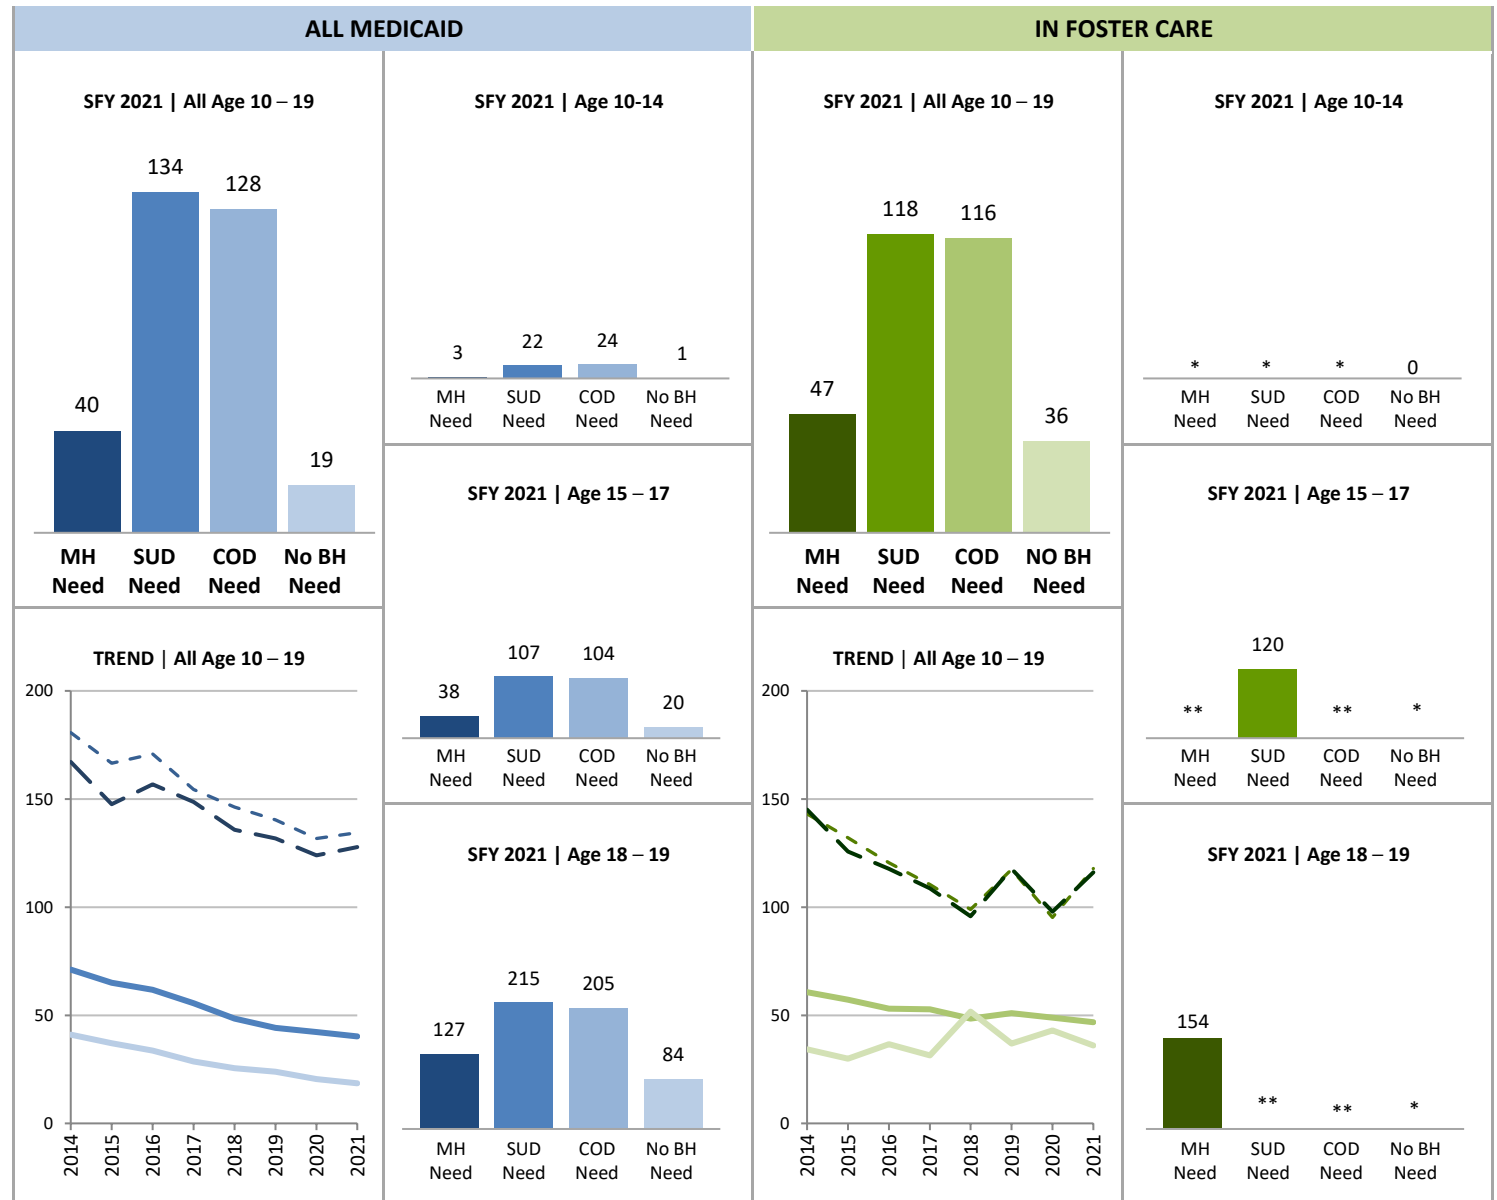 ALL MEDICAID
IN FOSTER CARE
SFY 2021 | All Age 10 – 19
134
128
40
19
MH Need
SUD Need
COD Need
No BH Need
SFY 2021 | Age 10-14
3
22
24
1
MH Need
SUD Need
COD Need
No BH Need
SFY 2021 | Age 15 – 17
38
107
104
20
MH Need
SUD Need
COD Need
No BH Need
SFY 2021 | Age 18 – 19
127
215
205
84
MH Need
SUD Need
COD Need
No BH Need
TREND | All Age 10 – 19
200
150
100
50
0
2014
2015
2016
2017
2018
2019
2020
2021
SFY 2021 | All Age 10 – 19
118
116
47
36
MH Need
SUD Need
COD Need
NO BH Need
SFY 2021 | Age 10-14
*
*
*
0
MH Need
SUD Need
COD Need
No BH Need
SFY 2021 | Age 15 – 17
**
120
**
*
MH Need
SUD Need
COD Need
No BH Need
SFY 2021 | Age 18 – 19
154
**
**
*
MH Need
SUD Need
COD Need
No BH Need
TREND | All Age 10 – 19
200
150
100
50
0
2014
2015
2016
2017
2018
2019
2020
2021